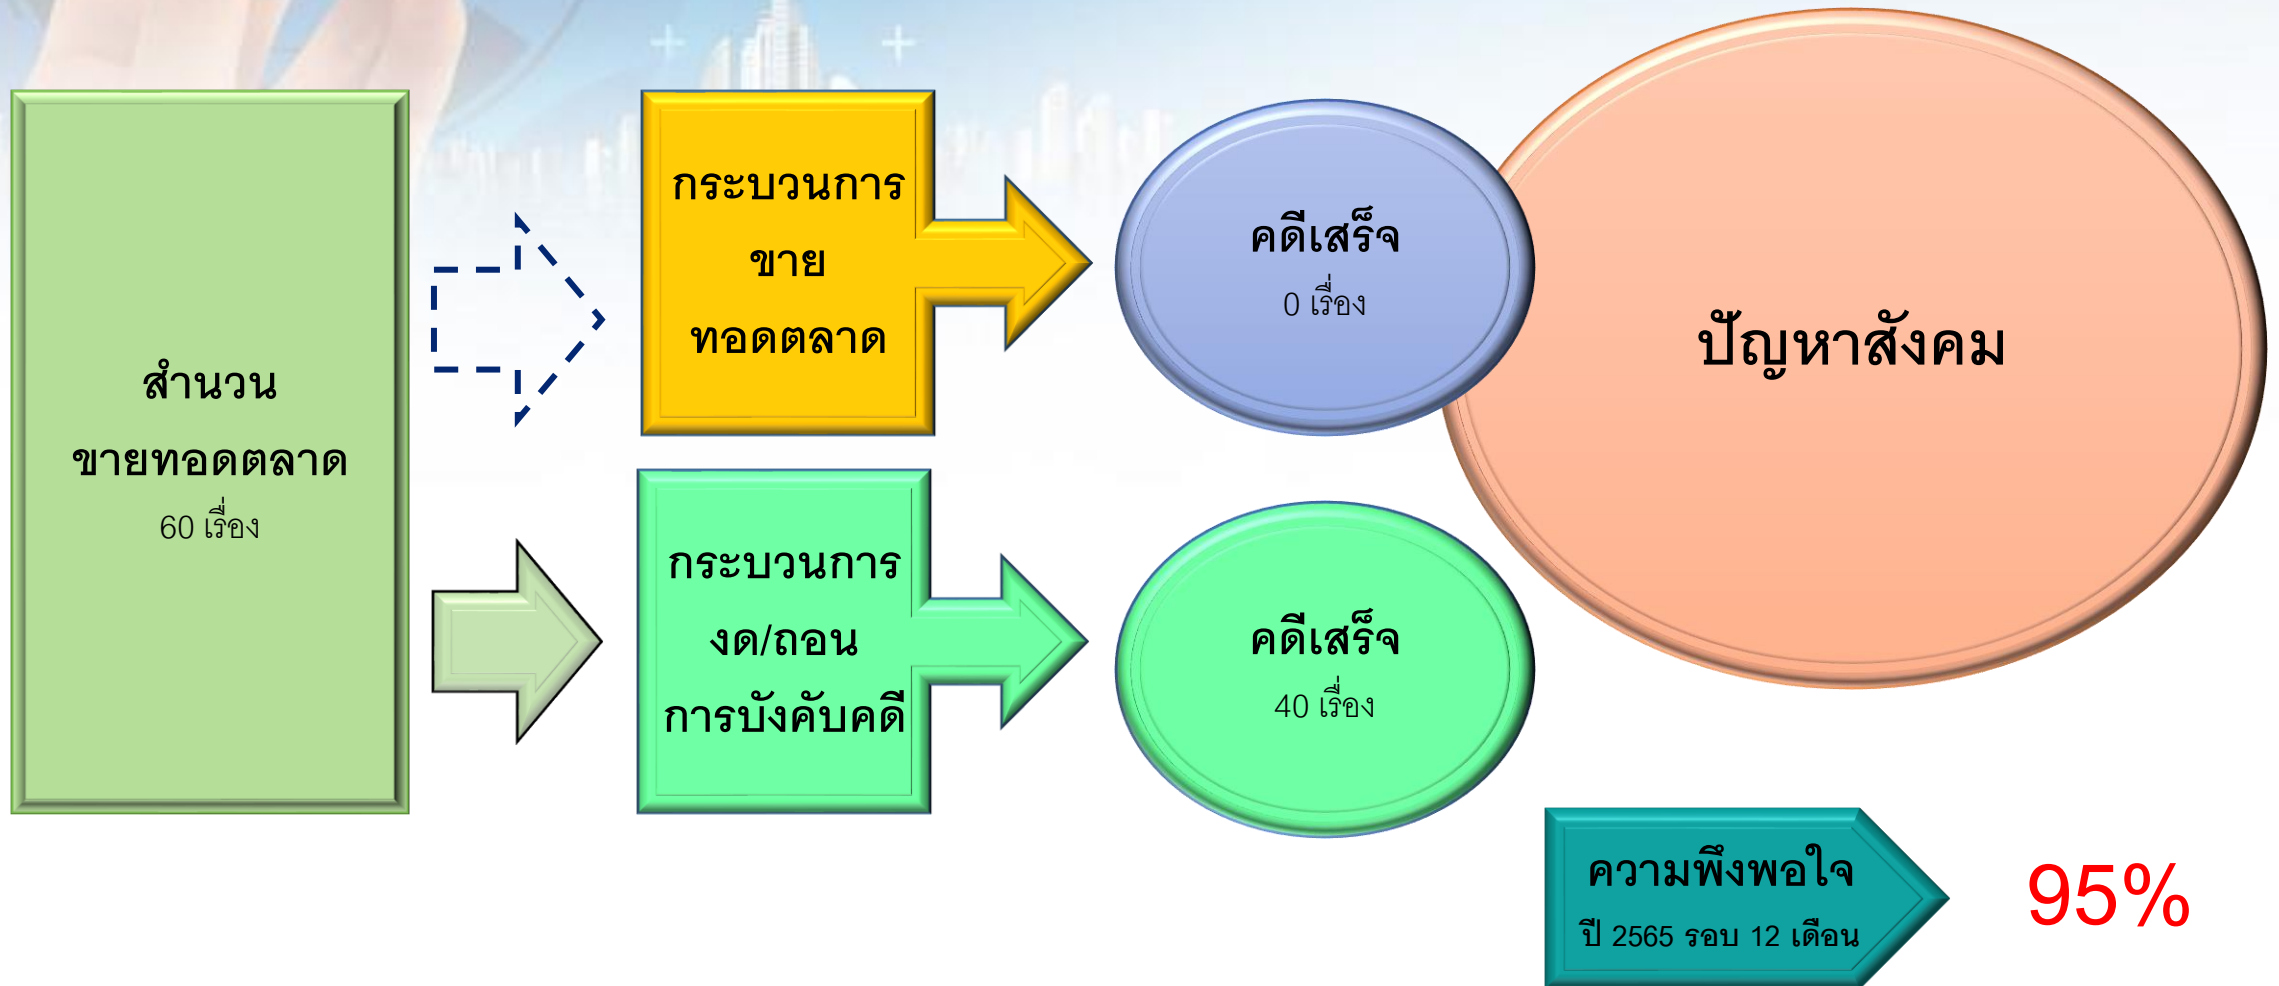 สำนวน
ขายทอดตลาด
60 เรื่อง
กระบวนการ
ขาย
ทอดตลาด
คดีเสร็จ
0 เรื่อง
ปัญหาสังคม
กระบวนการ
งด/ถอน
การบังคับคดี
คดีเสร็จ
40 เรื่อง
ความพึงพอใจ
ปี 2565 รอบ 12 เดือน
95%